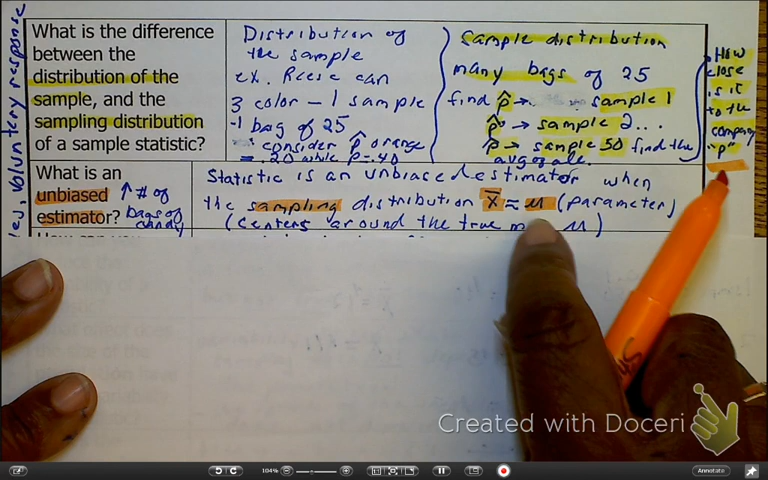 What is the difference
between the
distribution of the
sample, and the
sampling distribution
of a sample statistic?
Distribution of
the sample
ex. Reese can
3 color - 1 sample
-1 bag of 25
consider p̂ orange
= .20 while p=.40
Sample distribution
many bags of 25
find p̂ → sample 1
p̂ → sample 2...
p̂ → sample 50 find the
avg of all.
How
close
is it
to the
company
"p"
What is an
unbiased
estimator?
↑ # of
bags of
candy
Statistic is an unbiased estimator when
the sampling distribution x̄ ≈ μ (parameter)
(centers around the true μ)
Voluntary response
Created with Doceri
104%
Annotate